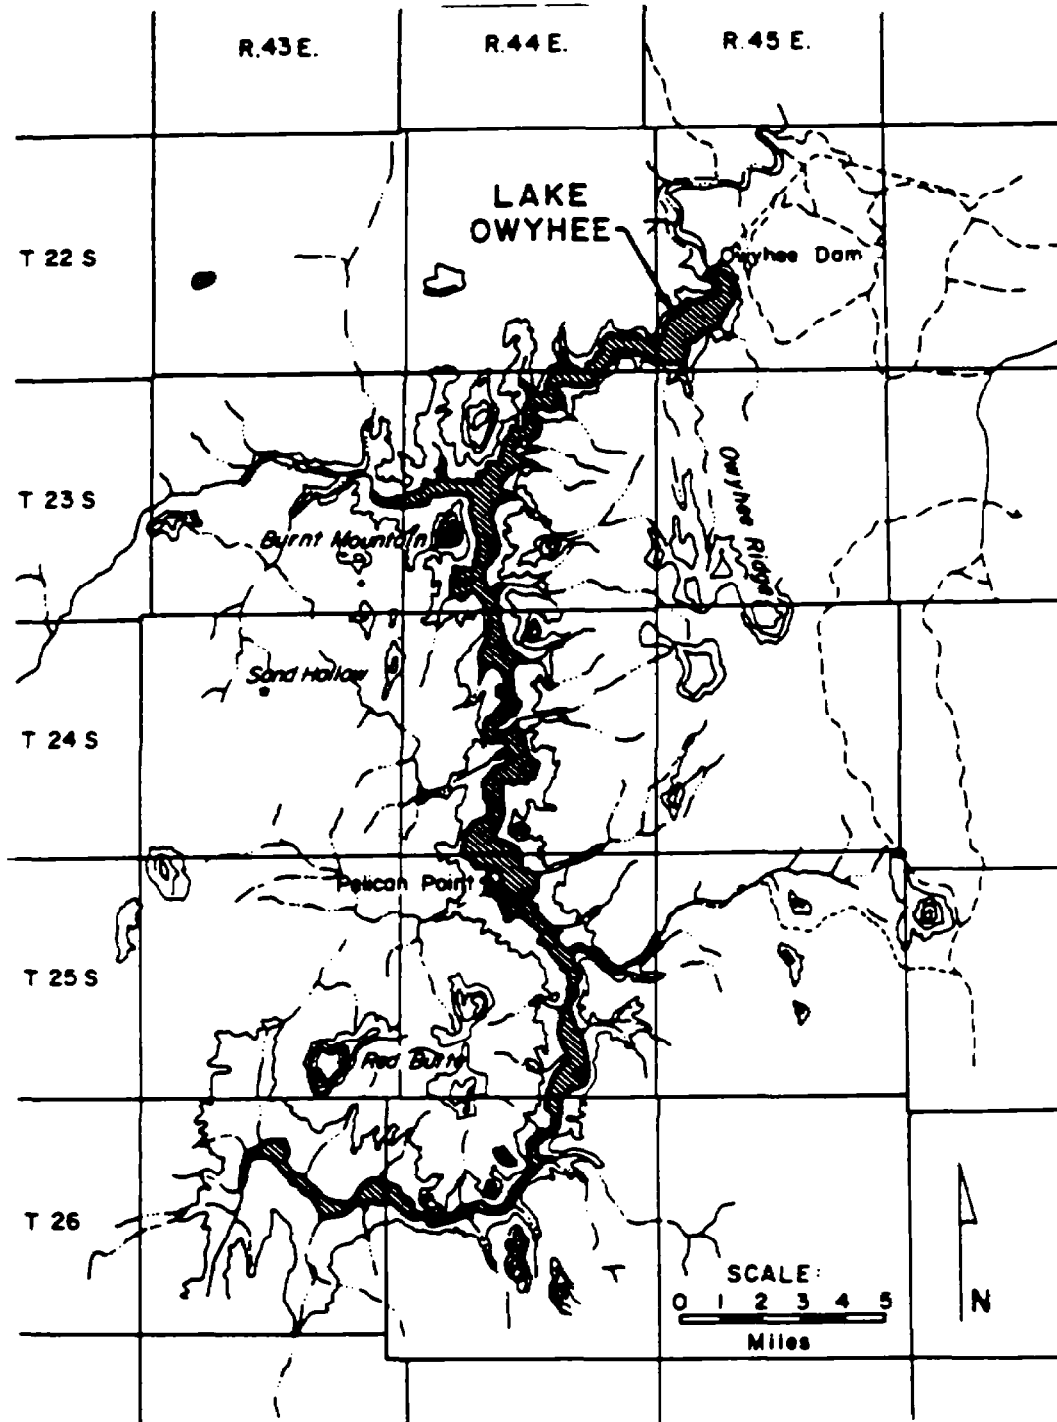 R.43 E.
R.44 E.
R.45 E.
LAKE
OWYHEE
T 22 S
Owyhee Dam
T 23 S
Owyhee Ridge
Burnt Mountain
Sand Hollow
T 24 S
Pelican Point
T 25 S
Red Butte
T 26
SCALE:
0 1 2 3 4 5
Miles
N